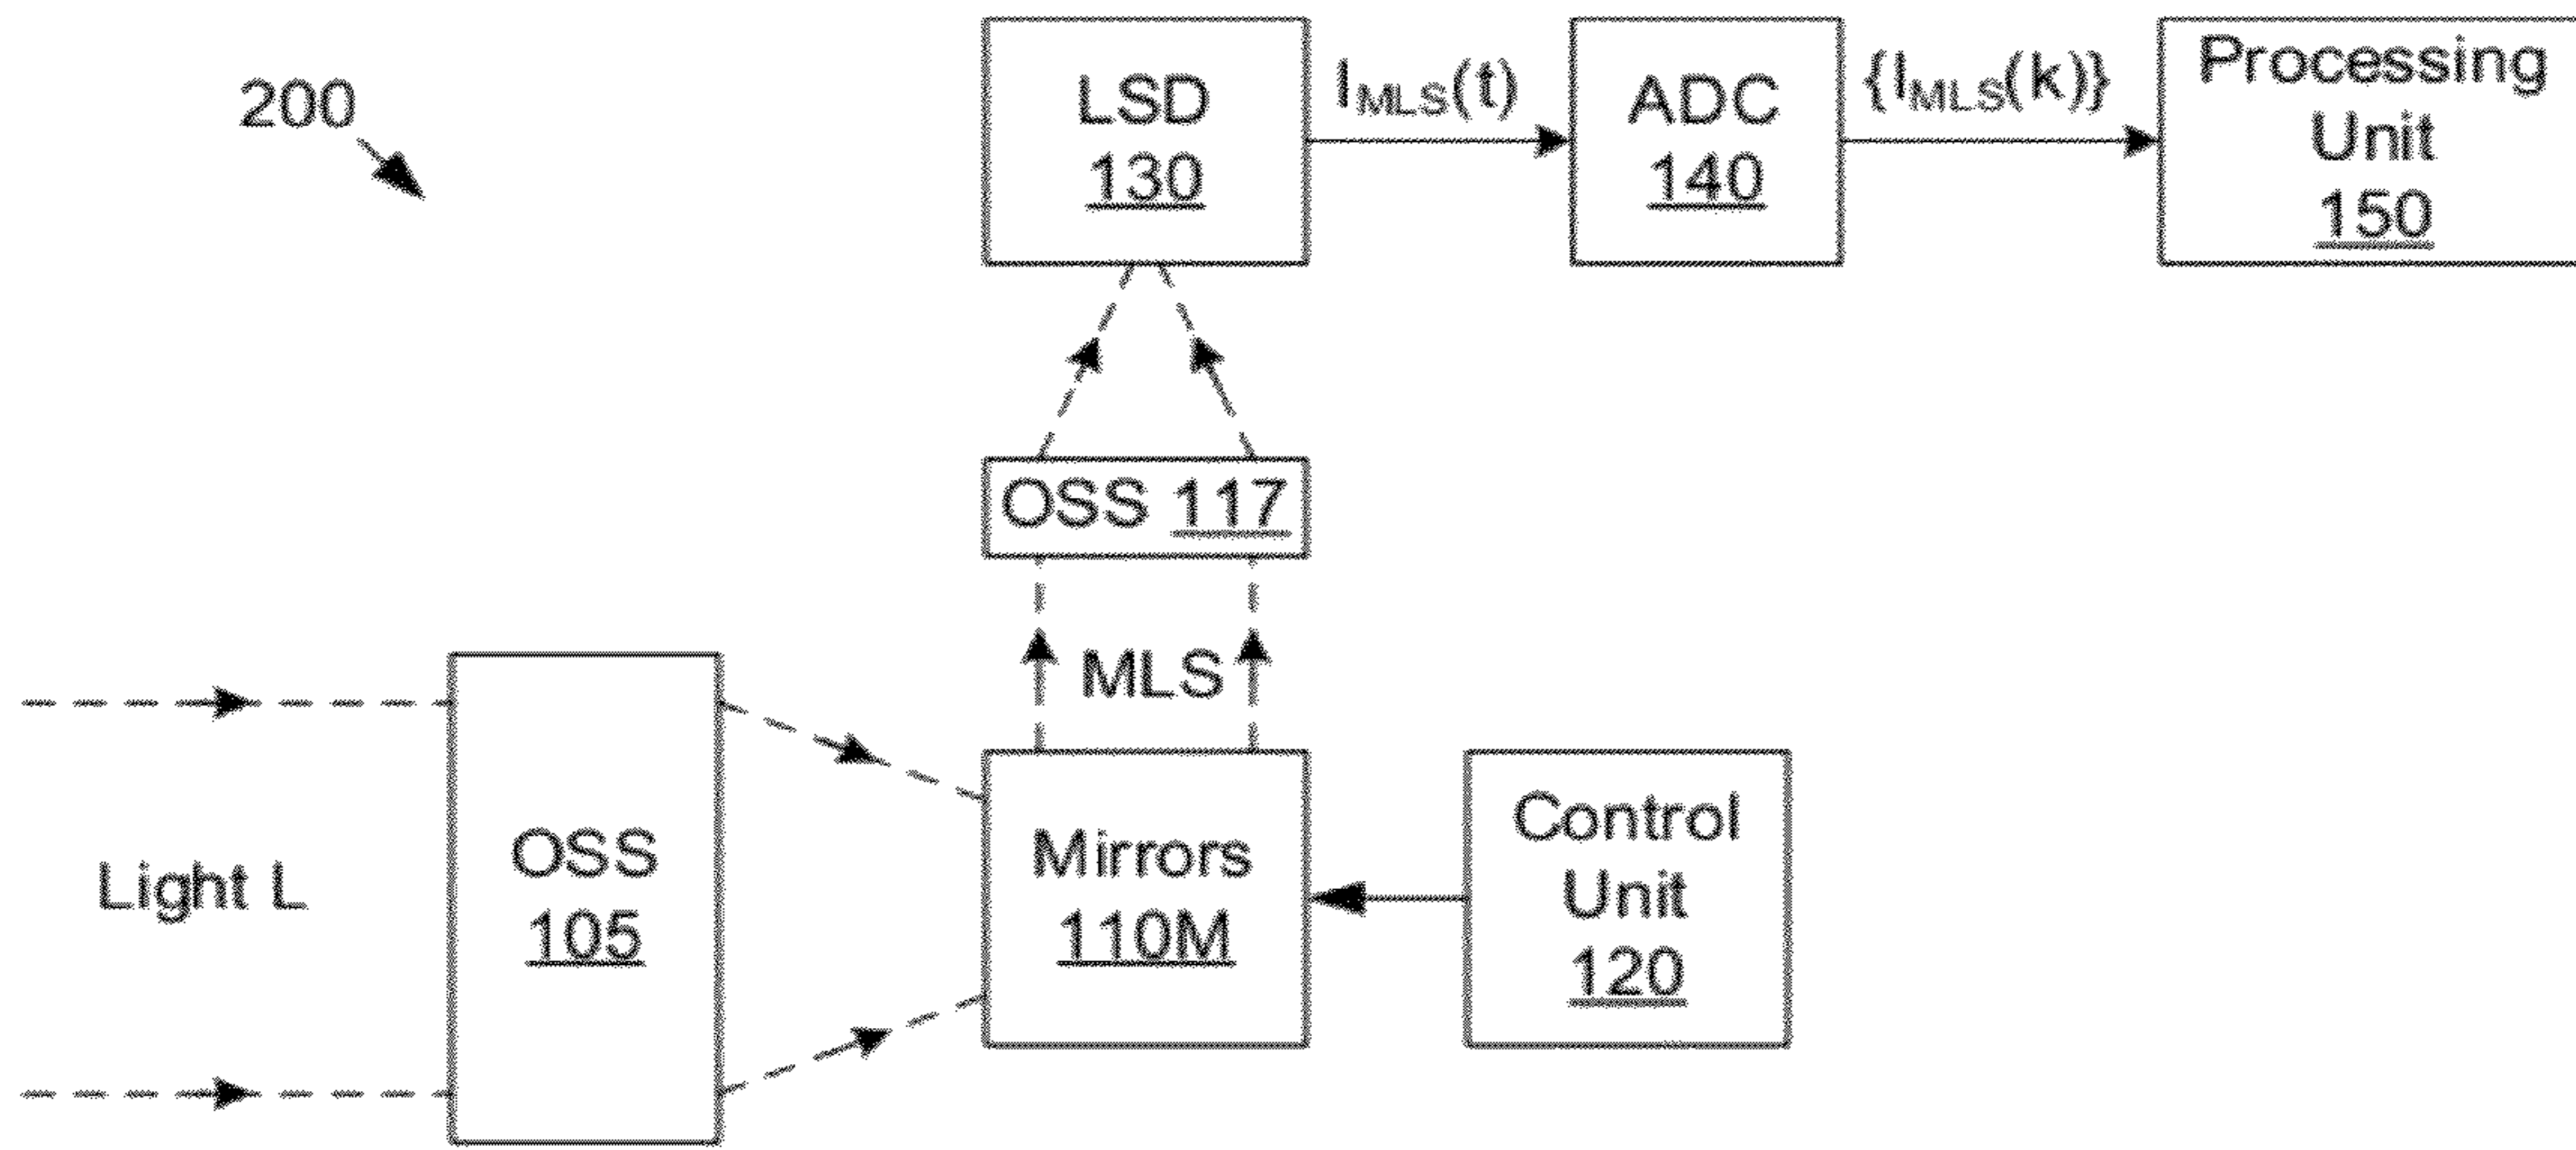 200
LSD
130
I_MLS(t)
ADC
140
{I_MLS(k)}
Processing
Unit
150
OSS 117
MLS
Light L
OSS
105
Mirrors
110M
Control
Unit
120